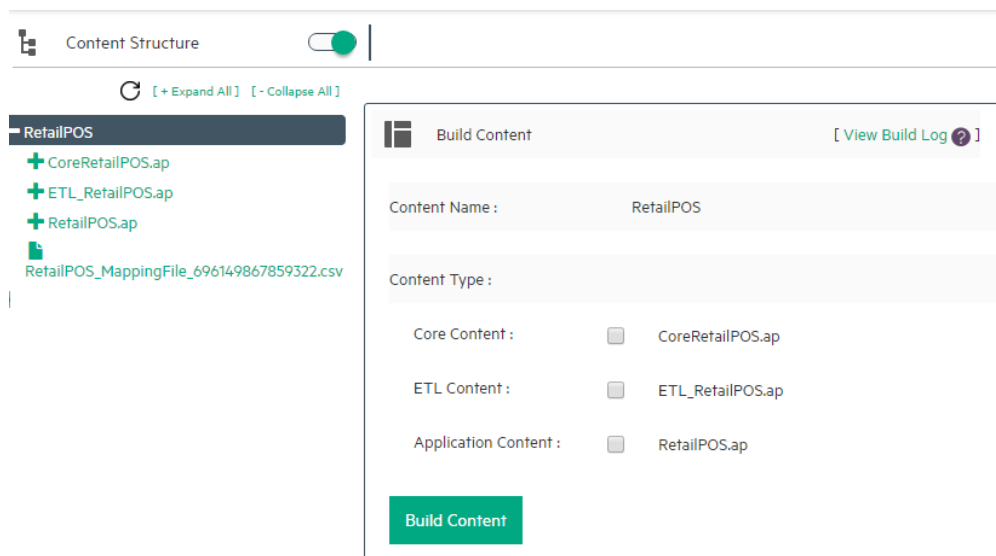 Content Structure
[ + Expand All ] [ - Collapse All ]
RetailPOS
CoreRetailPOS.ap
ETL_RetailPOS.ap
RetailPOS.ap
RetailPOS_MappingFile_696149867859322.csv
Build Content
[ View Build Log ? ]
Content Name : RetailPOS
Content Type :
Core Content : CoreRetailPOS.ap
ETL Content : ETL_RetailPOS.ap
Application Content : RetailPOS.ap
Build Content